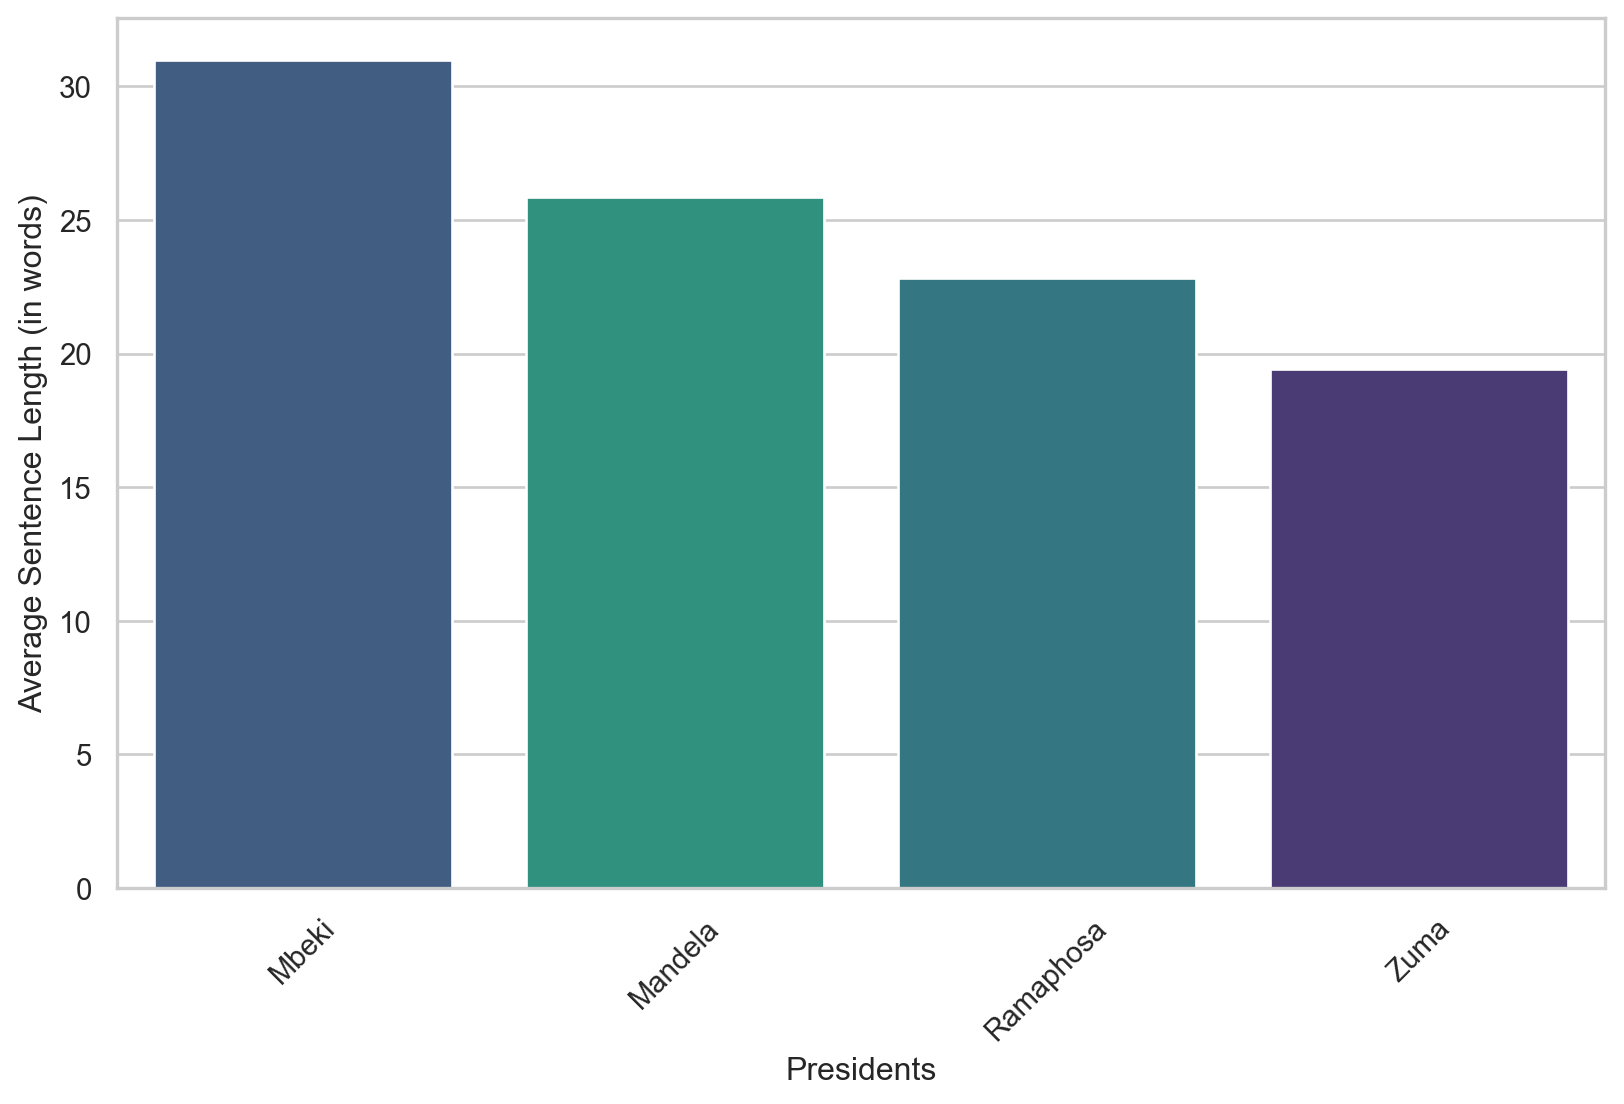 Average Sentence Length (in words)
30
25
20
15
10
5
0
Mbeki
Mandela
Ramaphosa
Zuma
Presidents